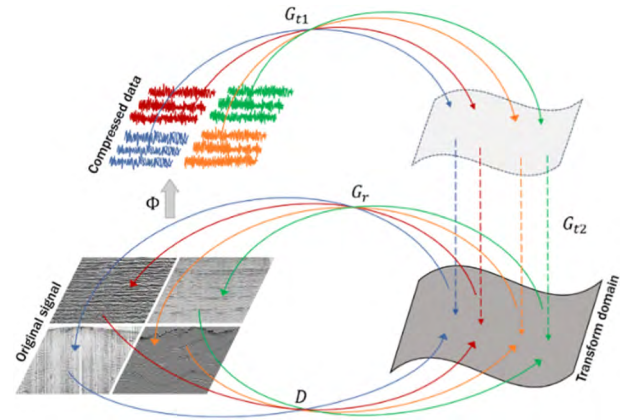 G_{t1}
Compressed data
Φ
G_r
G_{t2}
Original signal
Transform domain
D